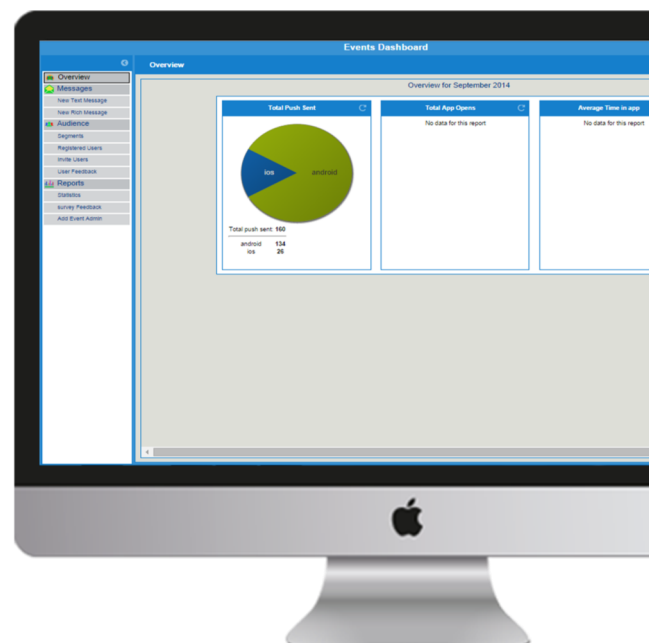 Events Dashboard
Overview
Overview
Messages
New Text Message
New Rich Message
Audience
Segments
Registered Users
Invite Users
User Feedback
Reports
Statistics
survey Feedback
Add Event Admin
Overview for September 2014
Total Push Sent
ios
android
Total push sent: 160
android 134
ios 26
Total App Opens
No data for this report
Average Time in app
No data for this report